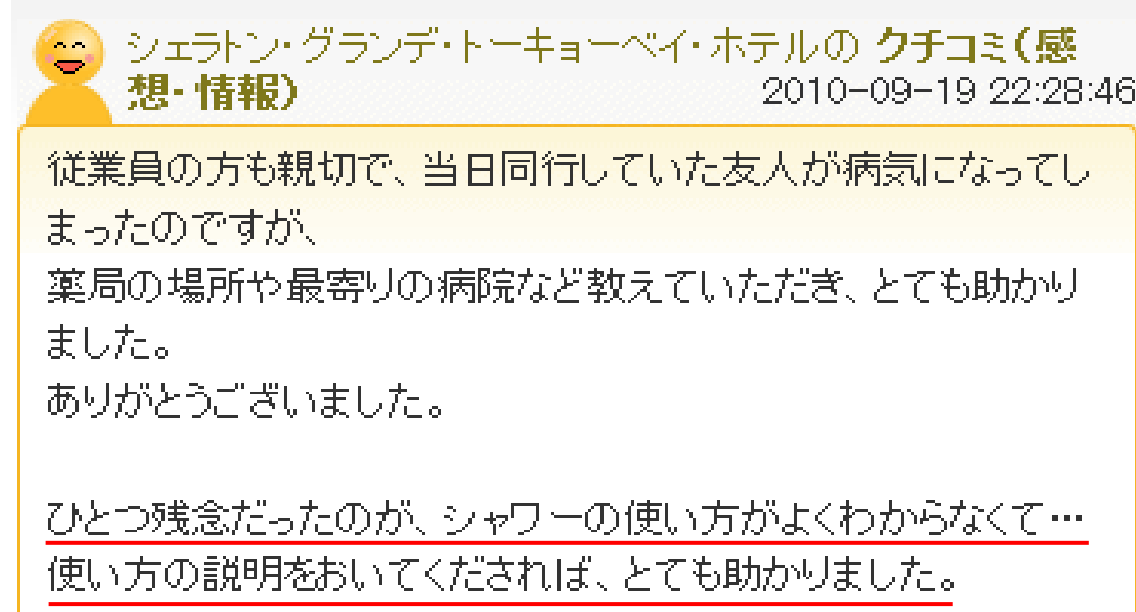 シェラトン・グランデ・トーキョーベイ・ホテルの クチコミ(感
想・情報)
2010-09-19 22:28:46
従業員の方も親切で、当日同行していた友人が病気になってし
まったのですが、
薬局の場所や最寄りの病院など教えていただき、とても助かり
ました。
ありがとうございました。
ひとつ残念だったのが、シャワーの使い方がよくわからなくて…
使い方の説明をおいてくだされば、とても助かりました。